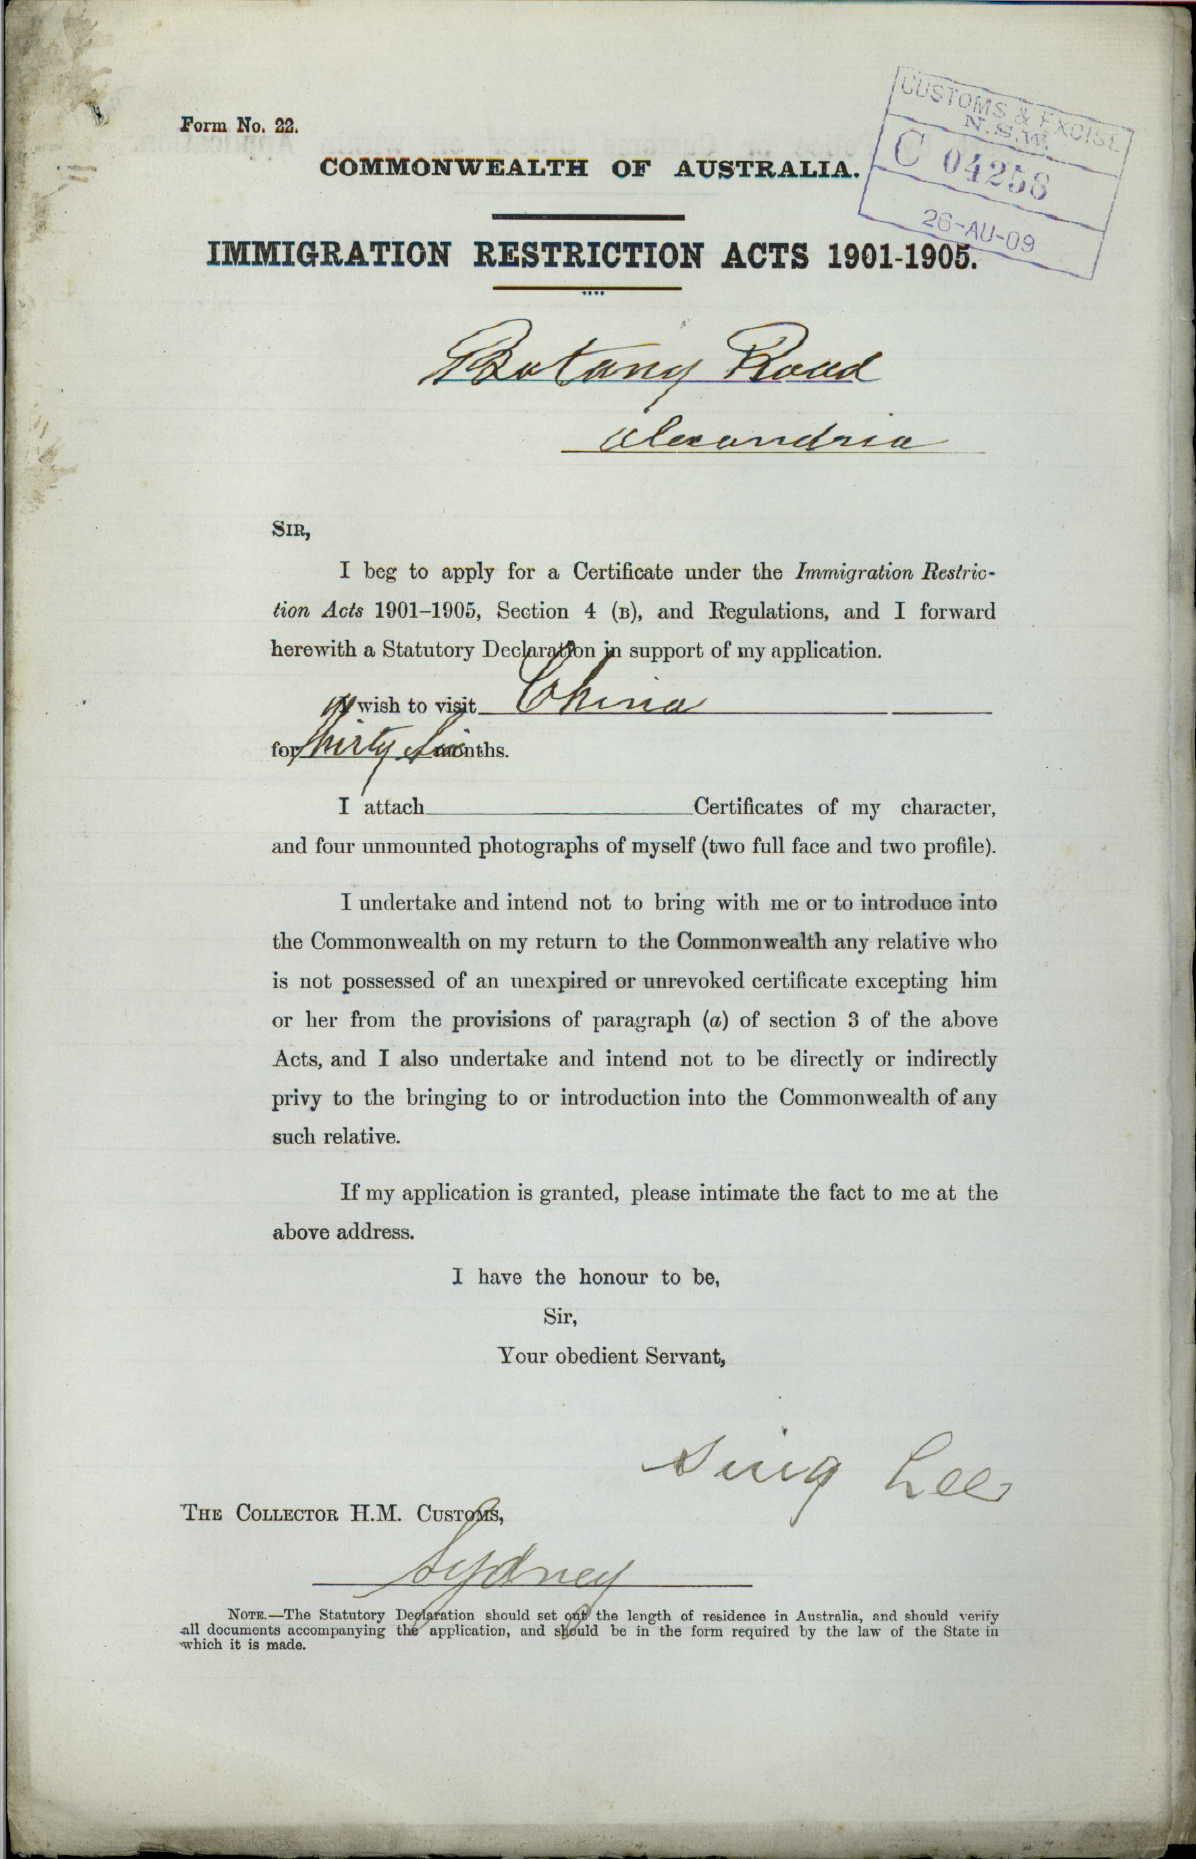 Form No. 22.
CUSTOMS & EXCISE
N.S.W.
C 04258
26-AU-09
COMMONWEALTH OF AUSTRALIA.
IMMIGRATION RESTRICTION ACTS 1901-1905.
Botany Road
Alexandria
SIR,
I beg to apply for a Certificate under the Immigration Restric-
tion Acts 1901–1905, Section 4 (B), and Regulations, and I forward
herewith a Statutory Declaration in support of my application.
I wish to visit China
for Thirty Six months.
I attach Certificates of my character,
and four unmounted photographs of myself (two full face and two profile).
I undertake and intend not to bring with me or to introduce into
the Commonwealth on my return to the Commonwealth any relative who
is not possessed of an unexpired or unrevoked certificate excepting him
or her from the provisions of paragraph (a) of section 3 of the above
Acts, and I also undertake and intend not to be directly or indirectly
privy to the bringing to or introduction into the Commonwealth of any
such relative.
If my application is granted, please intimate the fact to me at the
above address.
I have the honour to be,
Sir,
Your obedient Servant,
Sing Lee
THE COLLECTOR H.M. CUSTOMS,
Sydney
NOTE.—The Statutory Declaration should set out the length of residence in Australia, and should verify
all documents accompanying the application, and should be in the form required by the law of the State in
which it is made.